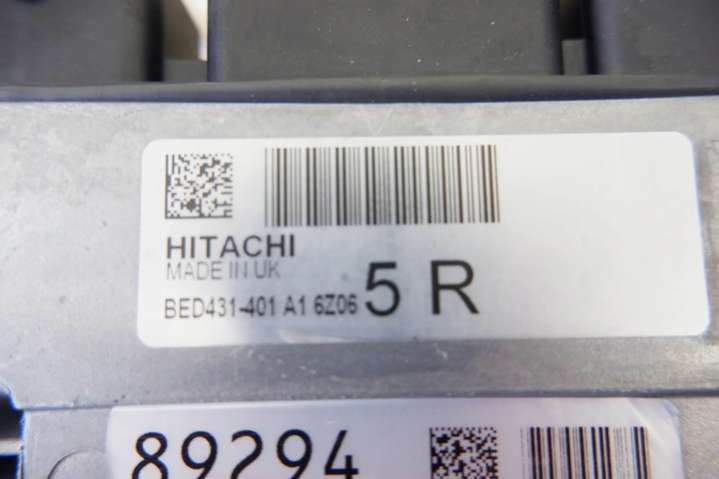 HITACHI
MADE IN UK
BED431-401 A1 6Z06 5 R
89294